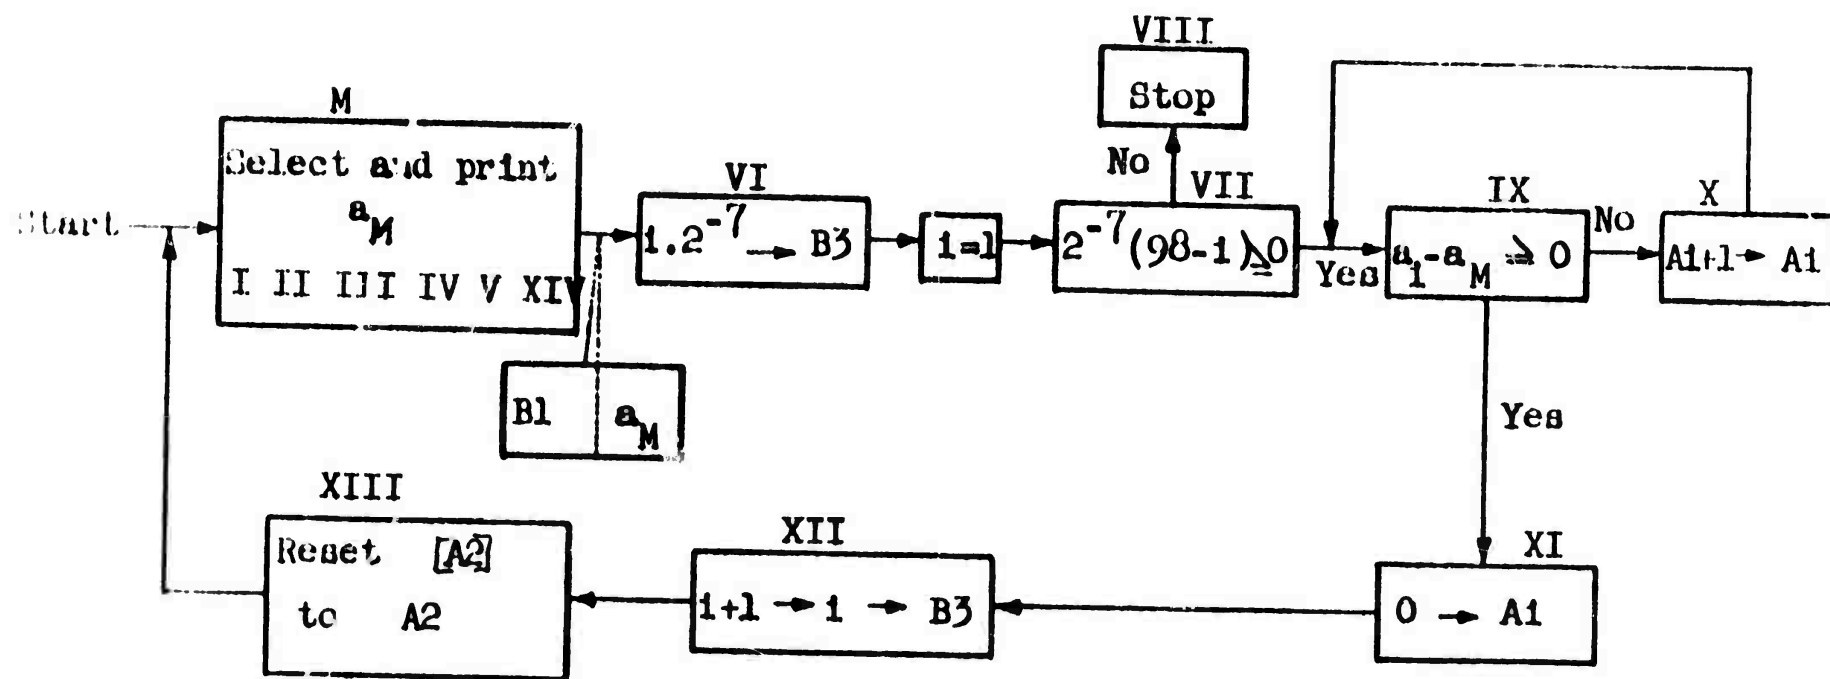 VIII
Stop
M
Select and print
a_M
I II III IV V XIV
Start
No
VI
1.2^-7 → B3
i=1
VII
2^-7 (98-i) ≥ 0
Yes
IX
a_i-a_M ≥ 0
No
X
Ai+1 → Ai
B1 a_M
Yes
XIII
Reset [A2]
to A2
XII
i+1 → i → B3
XI
0 → Ai